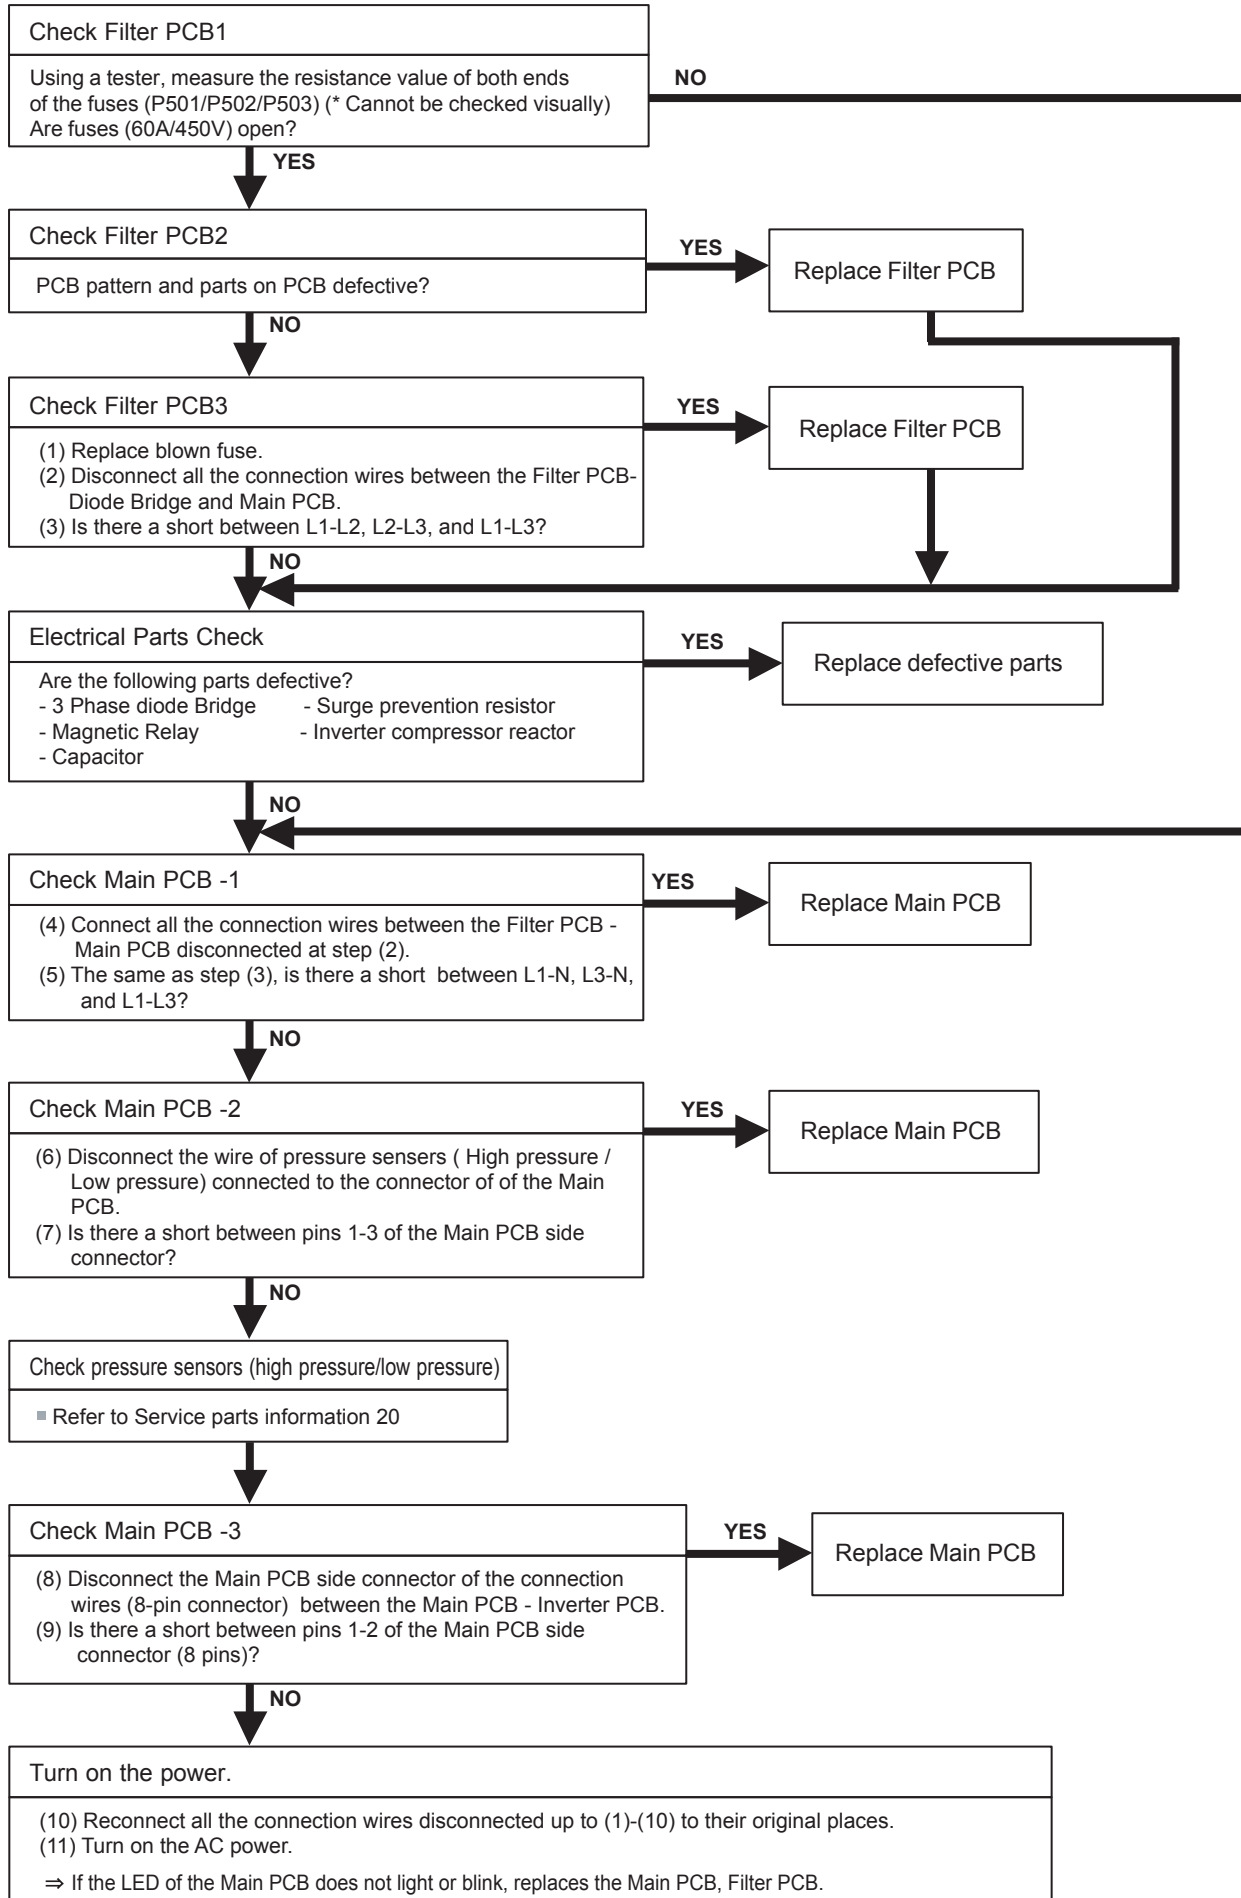 Check Filter PCB1
Using a tester, measure the resistance value of both ends
of the fuses (P501/P502/P503) (* Cannot be checked visually)
Are fuses (60A/450V) open?
NO
YES
Check Filter PCB2
PCB pattern and parts on PCB defective?
YES
Replace Filter PCB
NO
Check Filter PCB3
(1) Replace blown fuse.
(2) Disconnect all the connection wires between the Filter PCB-
Diode Bridge and Main PCB.
(3) Is there a short between L1-L2, L2-L3, and L1-L3?
YES
Replace Filter PCB
NO
Electrical Parts Check
Are the following parts defective?
- 3 Phase diode Bridge - Surge prevention resistor
- Magnetic Relay - Inverter compressor reactor
- Capacitor
YES
Replace defective parts
NO
Check Main PCB -1
(4) Connect all the connection wires between the Filter PCB -
Main PCB disconnected at step (2).
(5) The same as step (3), is there a short between L1-N, L3-N,
and L1-L3?
YES
Replace Main PCB
NO
Check Main PCB -2
(6) Disconnect the wire of pressure sensers ( High pressure /
Low pressure) connected to the connector of of the Main
PCB.
(7) Is there a short between pins 1-3 of the Main PCB side
connector?
YES
Replace Main PCB
NO
Check pressure sensors (high pressure/low pressure)
■ Refer to Service parts information 20
Check Main PCB -3
(8) Disconnect the Main PCB side connector of the connection
wires (8-pin connector) between the Main PCB - Inverter PCB.
(9) Is there a short between pins 1-2 of the Main PCB side
connector (8 pins)?
YES
Replace Main PCB
NO
Turn on the power.
(10) Reconnect all the connection wires disconnected up to (1)-(10) to their original places.
(11) Turn on the AC power.
⇒ If the LED of the Main PCB does not light or blink, replaces the Main PCB, Filter PCB.